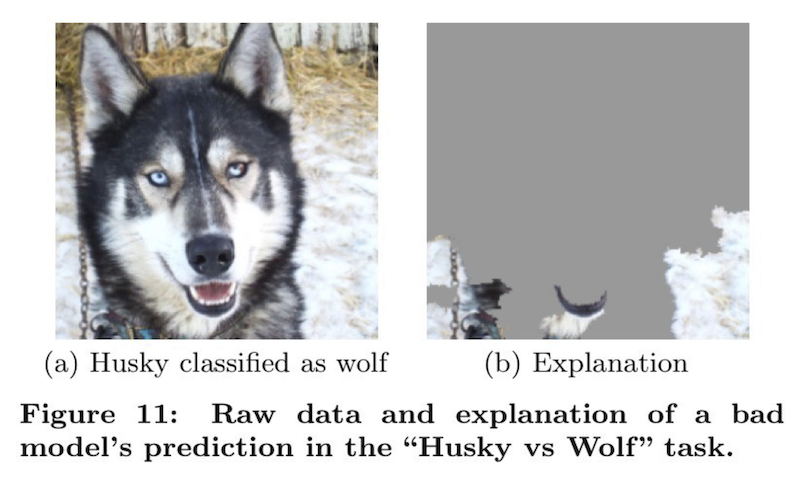 (a) Husky classified as wolf
(b) Explanation
Figure 11: Raw data and explanation of a bad
model's prediction in the “Husky vs Wolf” task.